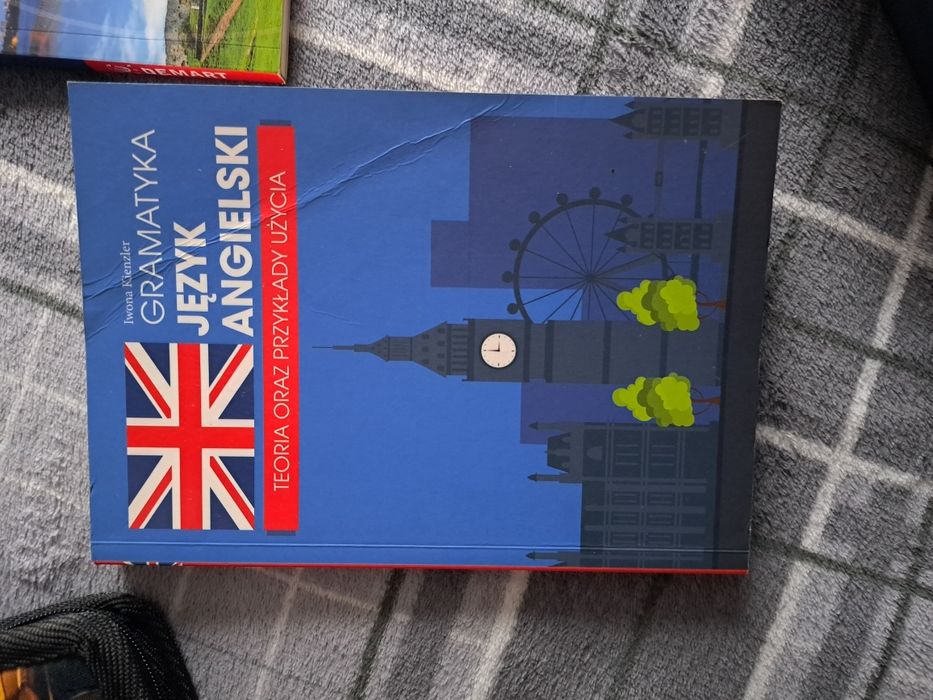 DEMART
Iwona Kienzler
GRAMATYKA
JĘZYK
ANGIELSKI
TEORIA ORAZ PRZYKŁADY UŻYCIA